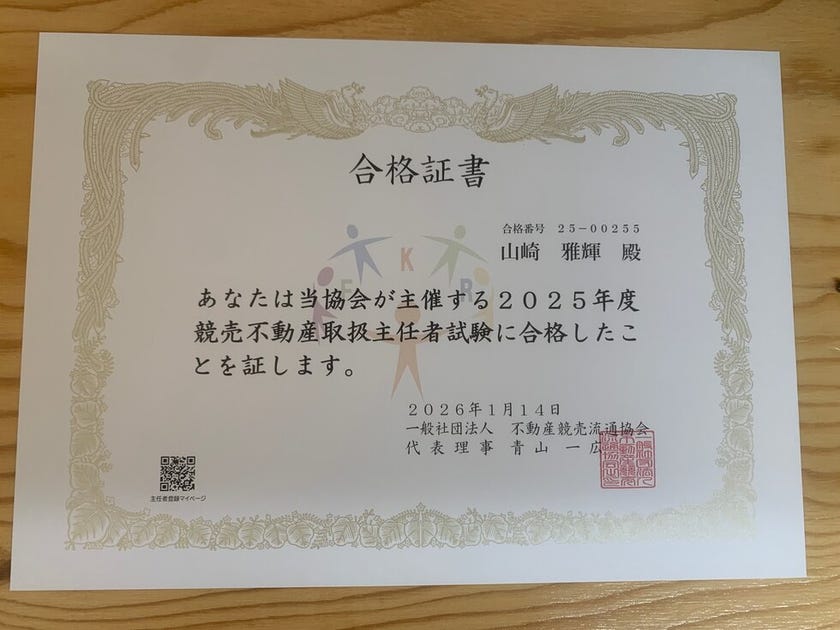 合格証書
合格番号 ２５－００２５５
山崎 雅輝 殿
F K R
あなたは当協会が主催する２０２５年度
競売不動産取扱主任者試験に合格したこ
とを証します。
２０２６年１月１４日
一般社団法人 不動産競売流通協会
代表理事 青山 一広
主任者登録マイページ